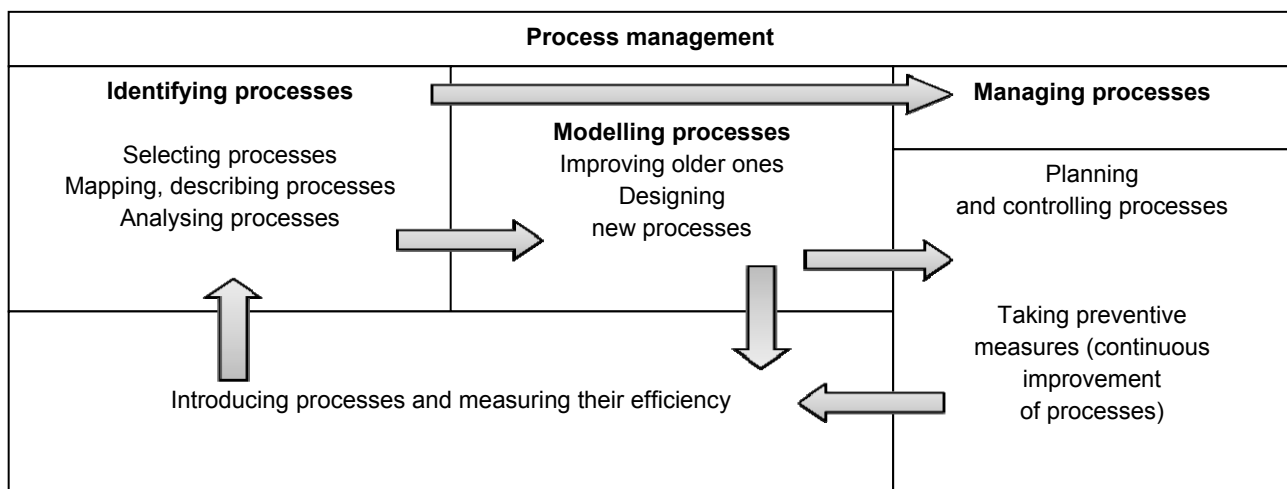 Process management
Identifying processes
Selecting processes
Mapping, describing processes
Analysing processes
Modelling processes
Improving older ones
Designing
new processes
Managing processes
Planning
and controlling processes
Taking preventive
measures (continuous
improvement
of processes)
Introducing processes and measuring their efficiency